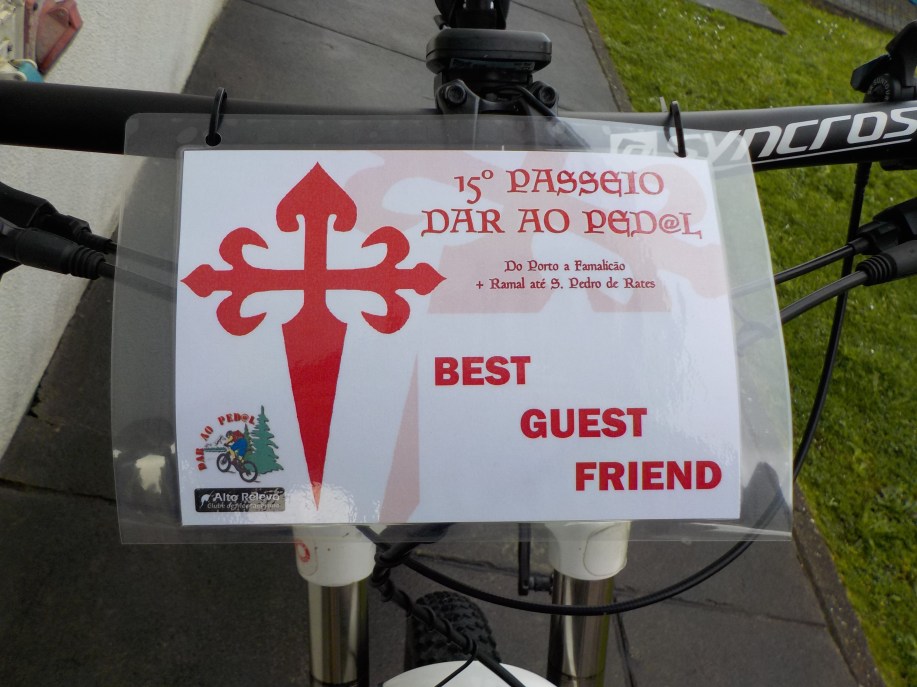 15º PASSEIO
DAR AO PED@L
Do Porto a Famalicão
+ Ramal até S. Pedro de Rates
BEST
GUEST
FRIEND
DAR AO PED@L
Alto Relevo
SYNCROS